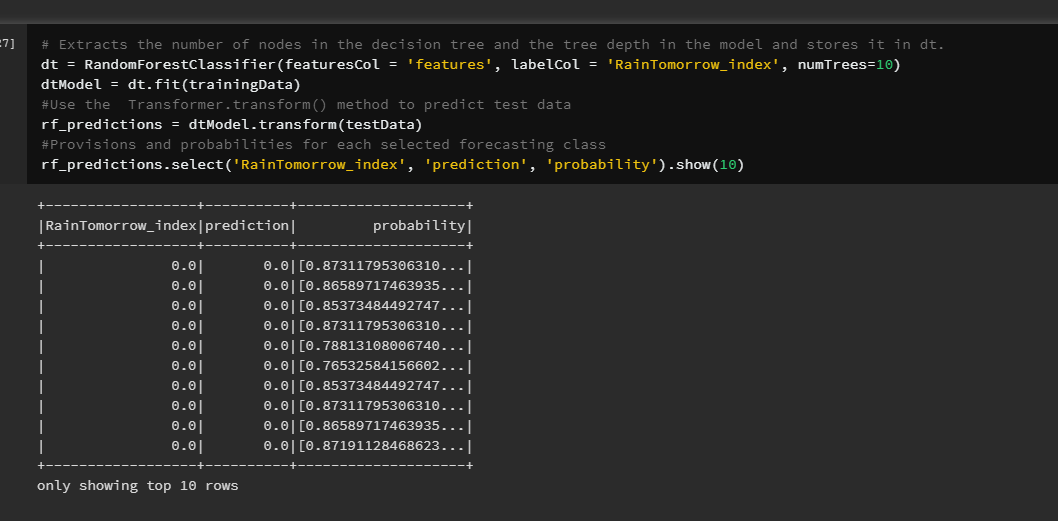 27]
# Extracts the number of nodes in the decision tree and the tree depth in the model and stores it in dt.
dt = RandomForestClassifier(featuresCol = 'features', labelCol = 'RainTomorrow_index', numTrees=10)
dtModel = dt.fit(trainingData)
#Use the  Transformer.transform() method to predict test data
rf_predictions = dtModel.transform(testData)
#Provisions and probabilities for each selected forecasting class
rf_predictions.select('RainTomorrow_index', 'prediction', 'probability').show(10)
+------------------+----------+--------------------+
|RainTomorrow_index|prediction|         probability|
+------------------+----------+--------------------+
|               0.0|       0.0|[0.87311795306310...|
|               0.0|       0.0|[0.86589717463935...|
|               0.0|       0.0|[0.85373484492747...|
|               0.0|       0.0|[0.87311795306310...|
|               0.0|       0.0|[0.78813108006740...|
|               0.0|       0.0|[0.76532584156602...|
|               0.0|       0.0|[0.85373484492747...|
|               0.0|       0.0|[0.87311795306310...|
|               0.0|       0.0|[0.86589717463935...|
|               0.0|       0.0|[0.87191128468623...|
+------------------+----------+--------------------+
only showing top 10 rows